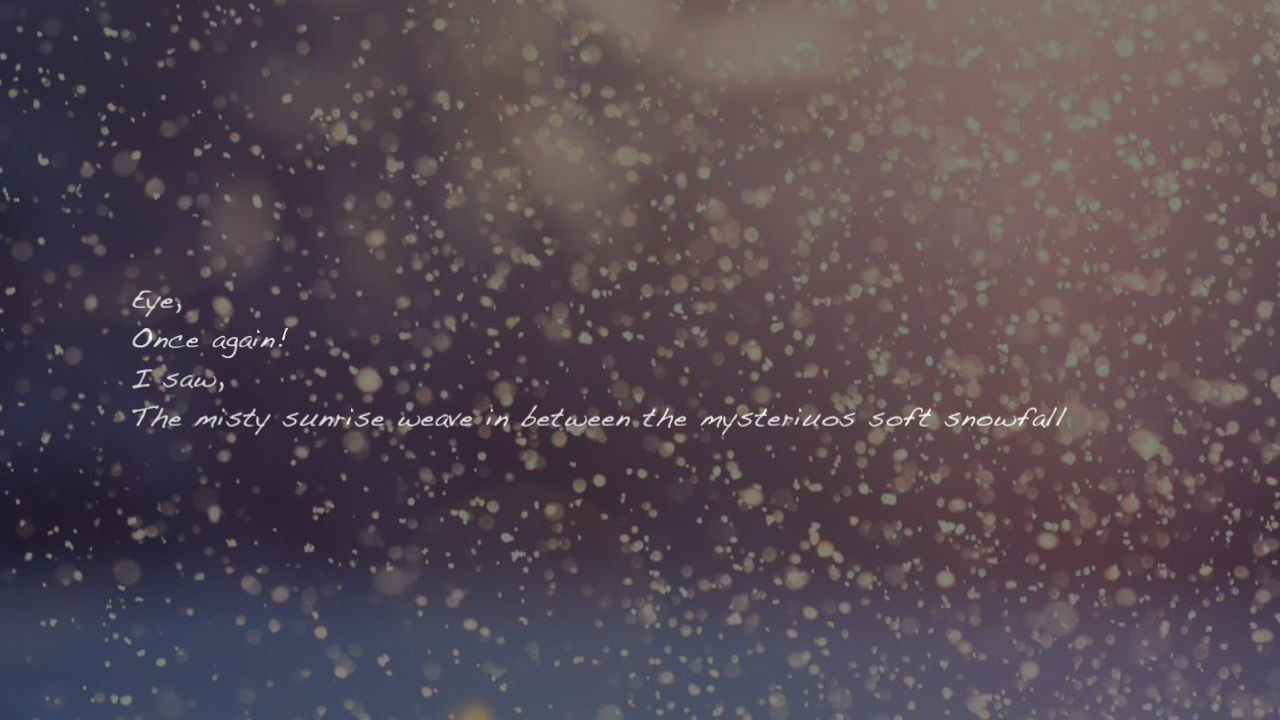 Eye,
Once again!
I saw,
The misty sunrise weave in between the mysteriuos soft snowfall